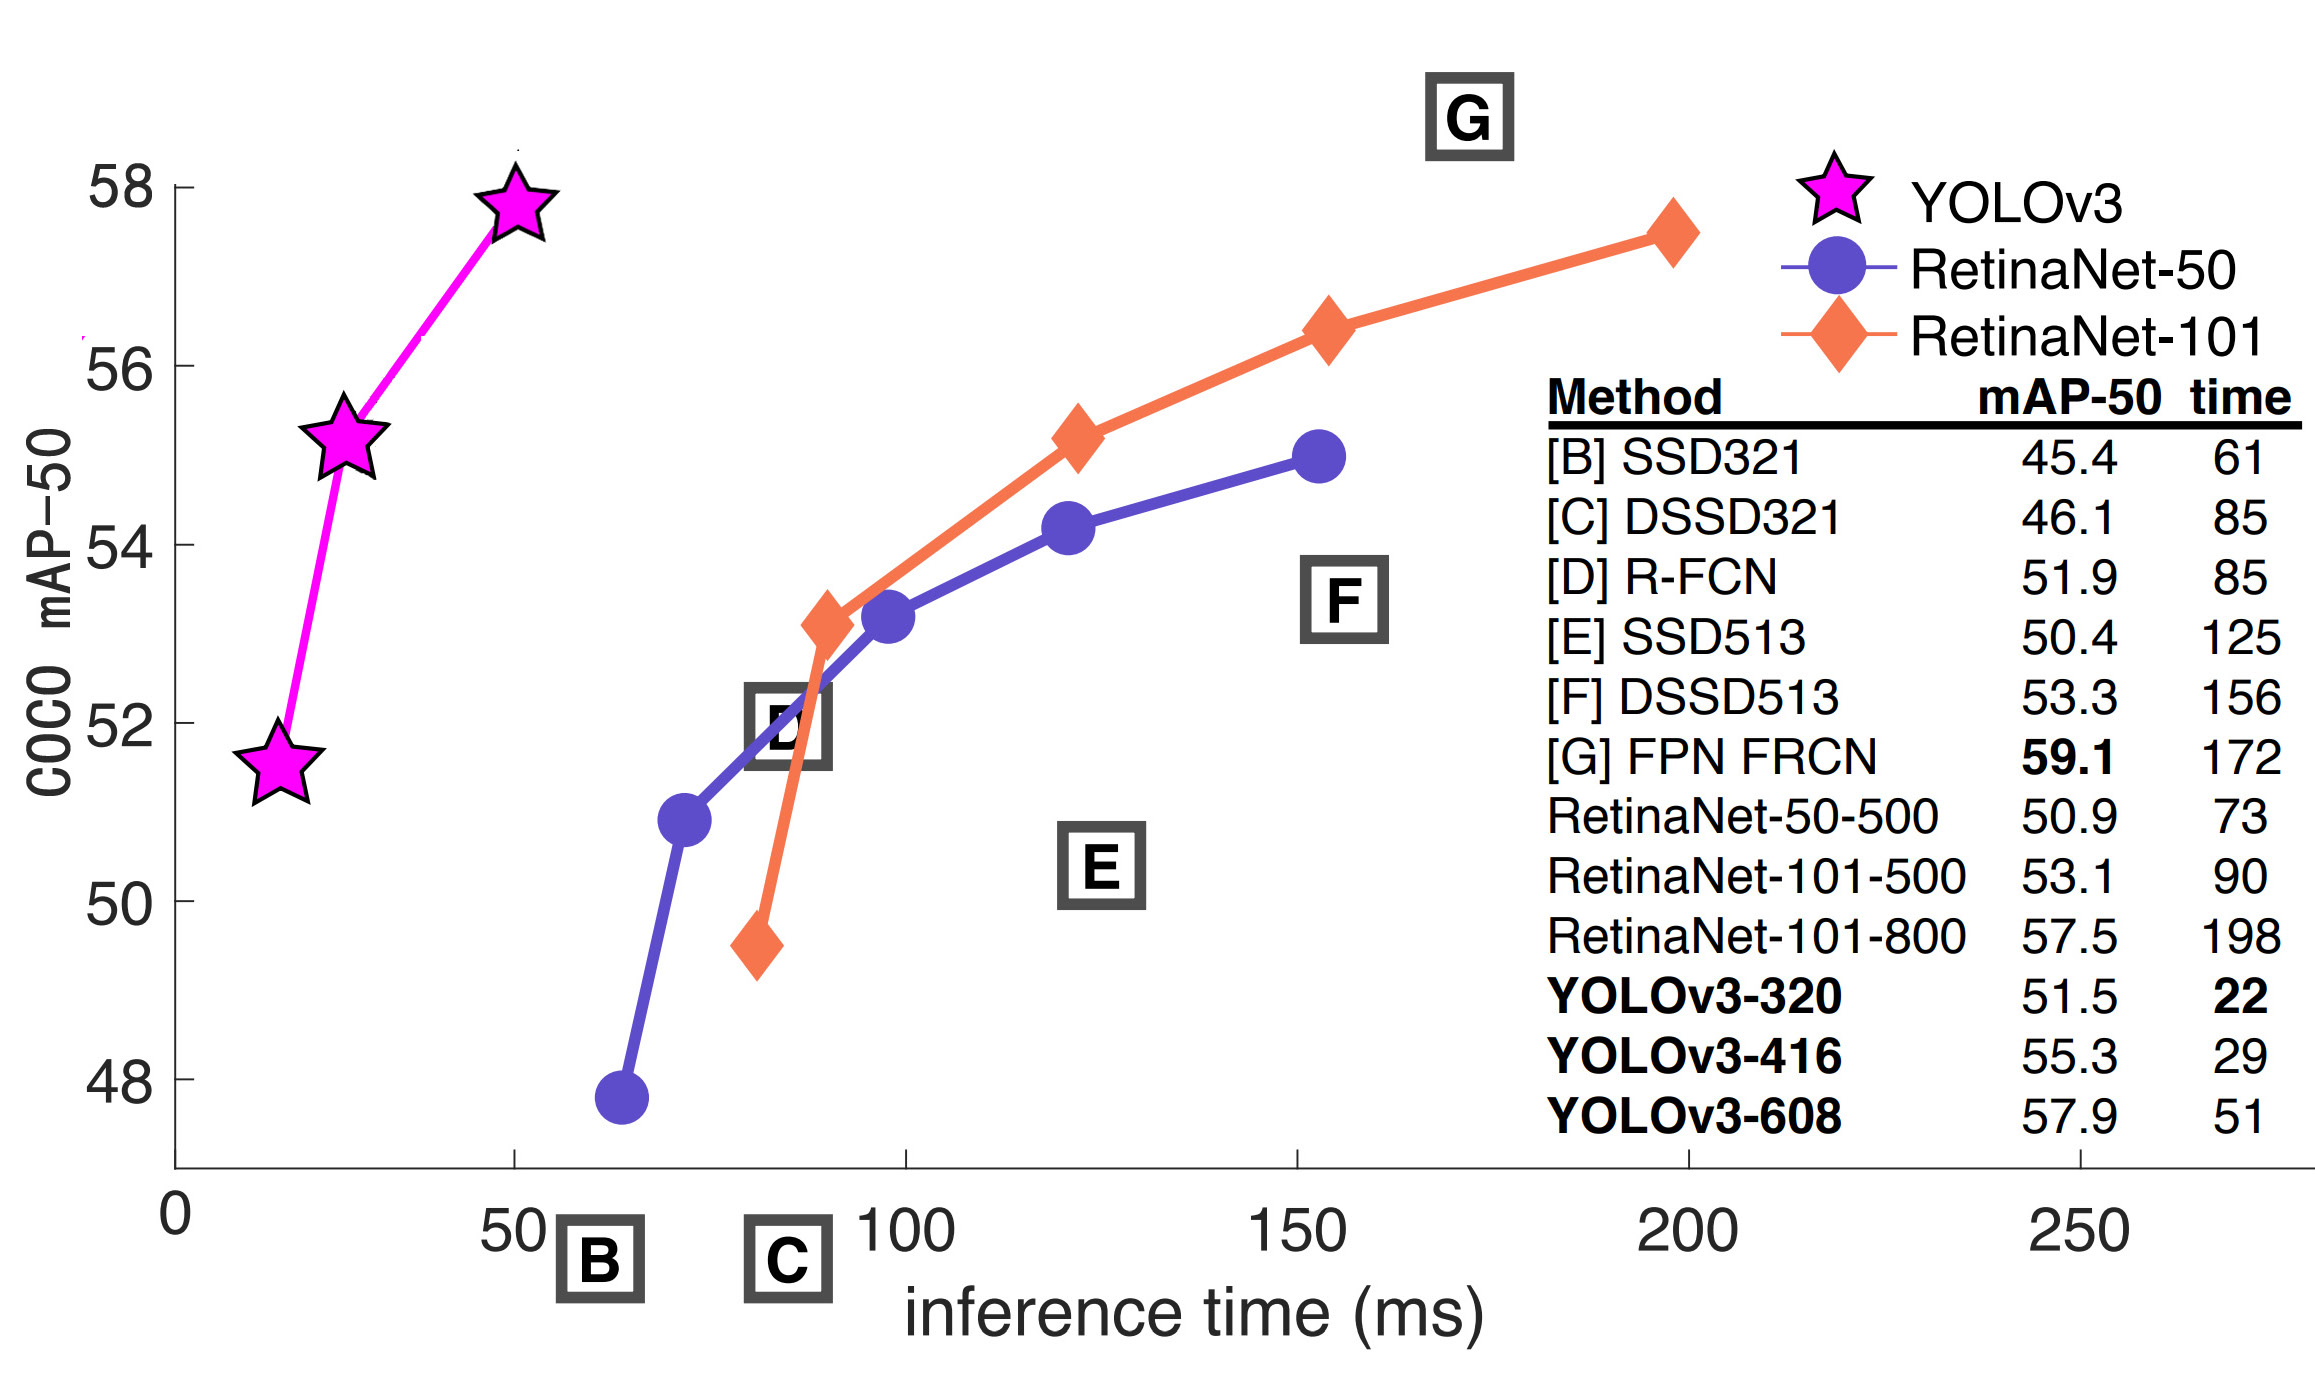 G
58
56
54
52
50
48
COCO mAP-50
D
F
E
YOLOv3
RetinaNet-50
RetinaNet-101
Method mAP-50 time
[B] SSD321 45.4 61
[C] DSSD321 46.1 85
[D] R-FCN 51.9 85
[E] SSD513 50.4 125
[F] DSSD513 53.3 156
[G] FPN FRCN 59.1 172
RetinaNet-50-500 50.9 73
RetinaNet-101-500 53.1 90
RetinaNet-101-800 57.5 198
YOLOv3-320 51.5 22
YOLOv3-416 55.3 29
YOLOv3-608 57.9 51
0 50 100 150 200 250
B C
inference time (ms)